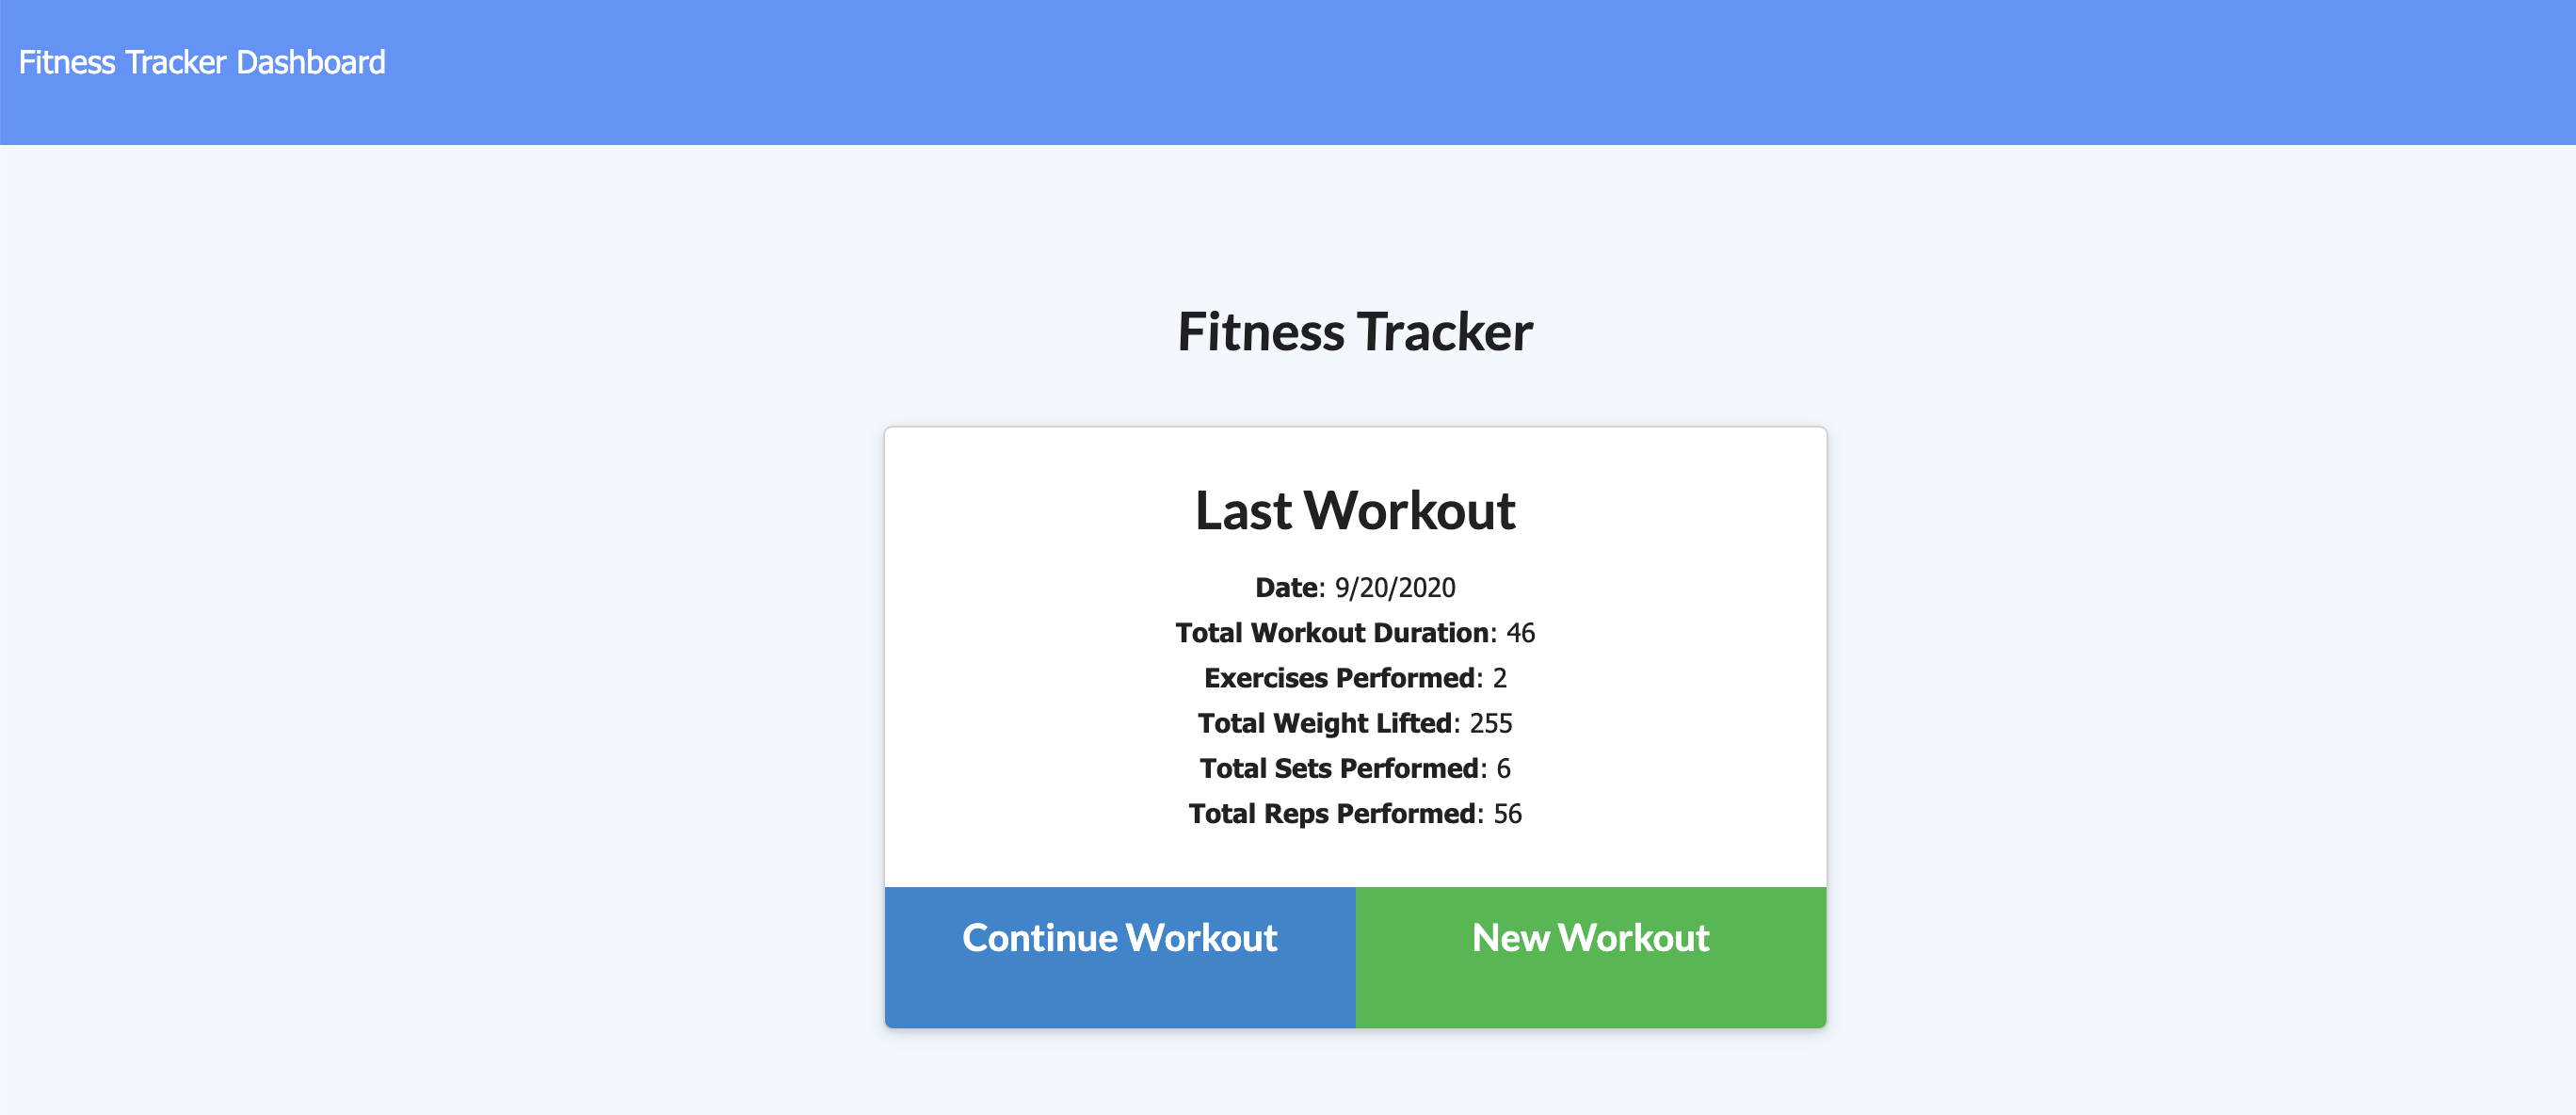 Fitness Tracker Dashboard
Fitness Tracker
Last Workout
Date: 9/20/2020
Total Workout Duration: 46
Exercises Performed: 2
Total Weight Lifted: 255
Total Sets Performed: 6
Total Reps Performed: 56
Continue Workout
New Workout